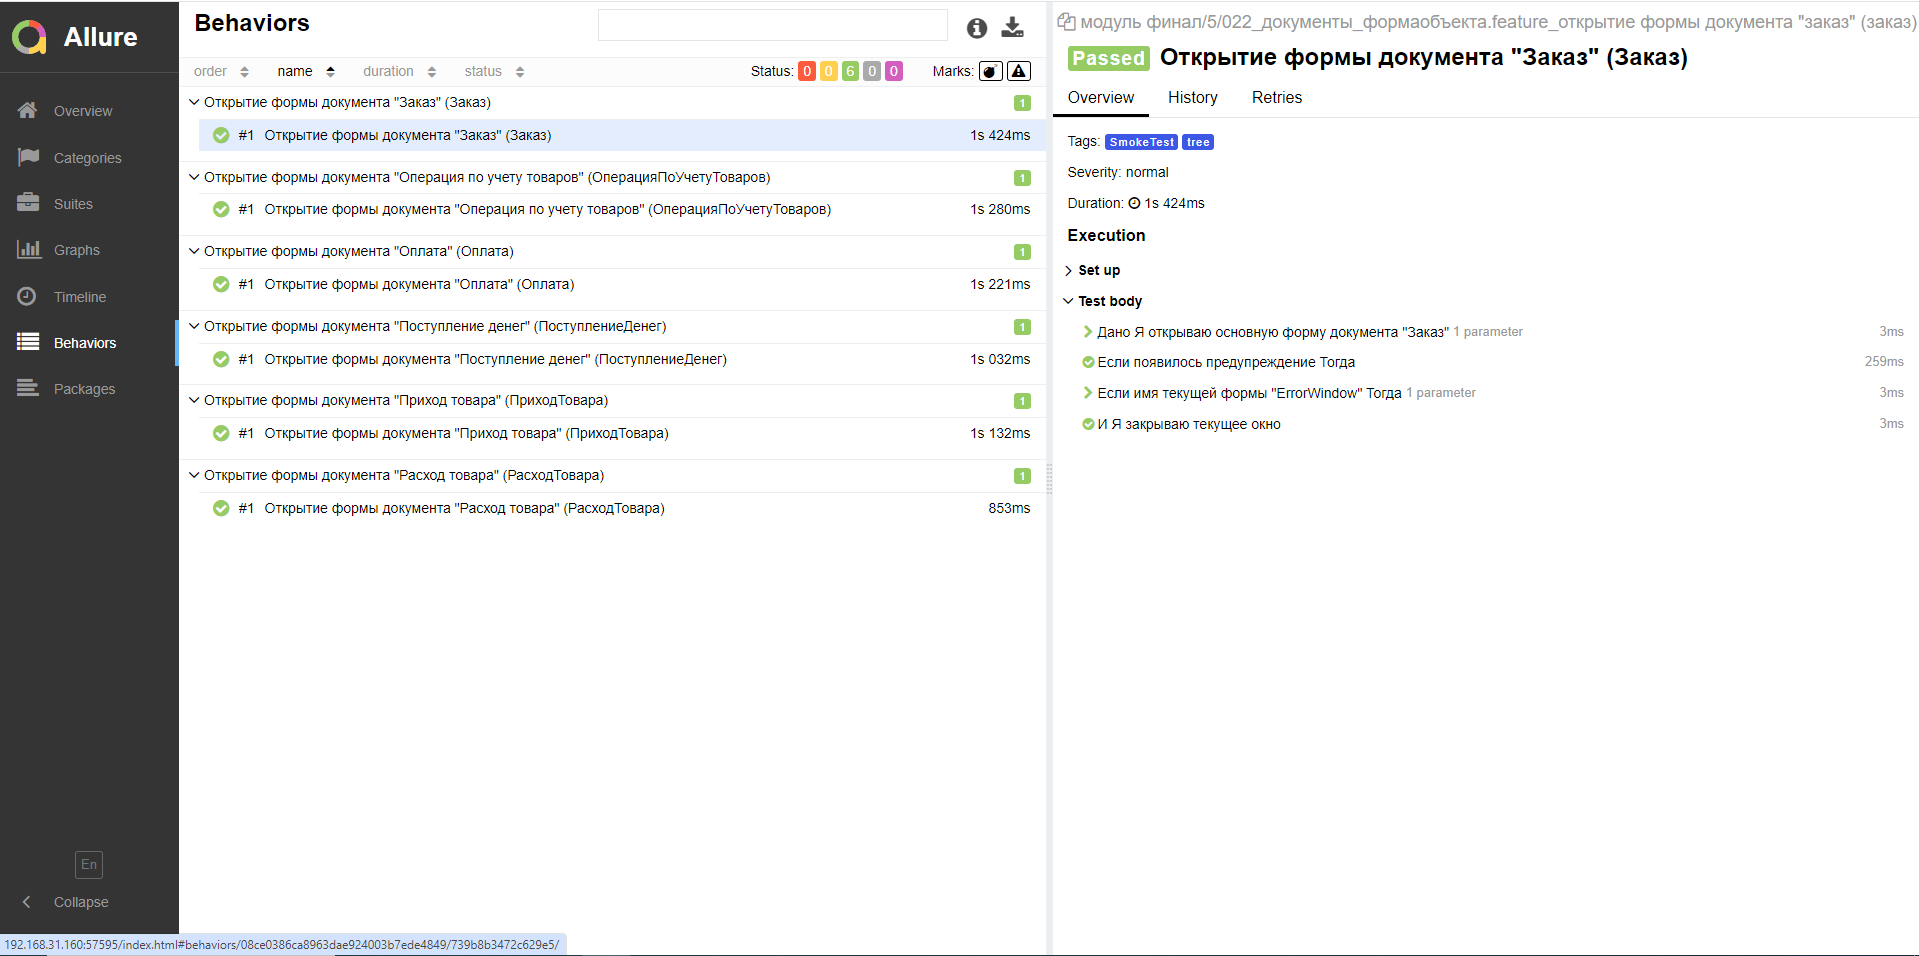 Allure
Overview
Categories
Suites
Graphs
Timeline
Behaviors
Packages
En
Collapse
Behaviors
order name duration status Status: 0 0 6 0 0 Marks:
Открытие формы документа "Заказ" (Заказ) 1
#1 Открытие формы документа "Заказ" (Заказ) 1s 424ms
Открытие формы документа "Операция по учету товаров" (ОперацияПоУчетуТоваров) 1
#1 Открытие формы документа "Операция по учету товаров" (ОперацияПоУчетуТоваров) 1s 280ms
Открытие формы документа "Оплата" (Оплата) 1
#1 Открытие формы документа "Оплата" (Оплата) 1s 221ms
Открытие формы документа "Поступление денег" (ПоступлениеДенег) 1
#1 Открытие формы документа "Поступление денег" (ПоступлениеДенег) 1s 032ms
Открытие формы документа "Приход товара" (ПриходТовара) 1
#1 Открытие формы документа "Приход товара" (ПриходТовара) 1s 132ms
Открытие формы документа "Расход товара" (РасходТовара) 1
#1 Открытие формы документа "Расход товара" (РасходТовара) 853ms
модуль финал/5/022_документы_формаобъекта.feature_открытие формы документа "заказ" (заказ)
Passed Открытие формы документа "Заказ" (Заказ)
Overview History Retries
Tags: SmokeTest tree
Severity: normal
Duration: 1s 424ms
Execution
Set up
Test body
Дано Я открываю основную форму документа "Заказ" 1 parameter 3ms
Если появилось предупреждение Тогда 259ms
Если имя текущей формы "ErrorWindow" Тогда 1 parameter 3ms
И Я закрываю текущее окно 3ms
192.168.31.160:57595/index.html#behaviors/08ce0386ca8963dae924003b7ede4849/739b8b3472c629e5/